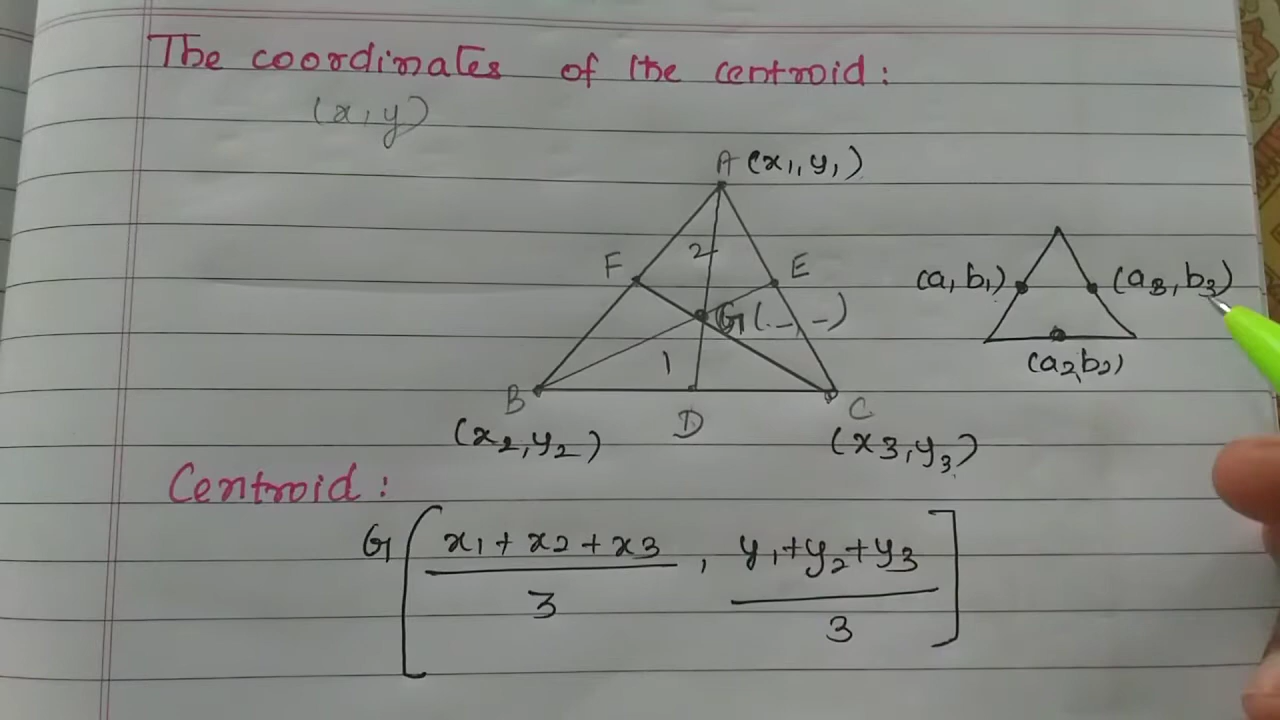 The coordinates of the centroid:
(x, y)
A (x₁, y₁)
F 2 E
(a, b₁) (a₃, b₃)
G(-, -)
1
(a₂, b₂)
B D C
(x₂, y₂) (x₃, y₃)
Centroid:
G [ x₁ + x₂ + x₃ / 3 , y₁ + y₂ + y₃ / 3 ]